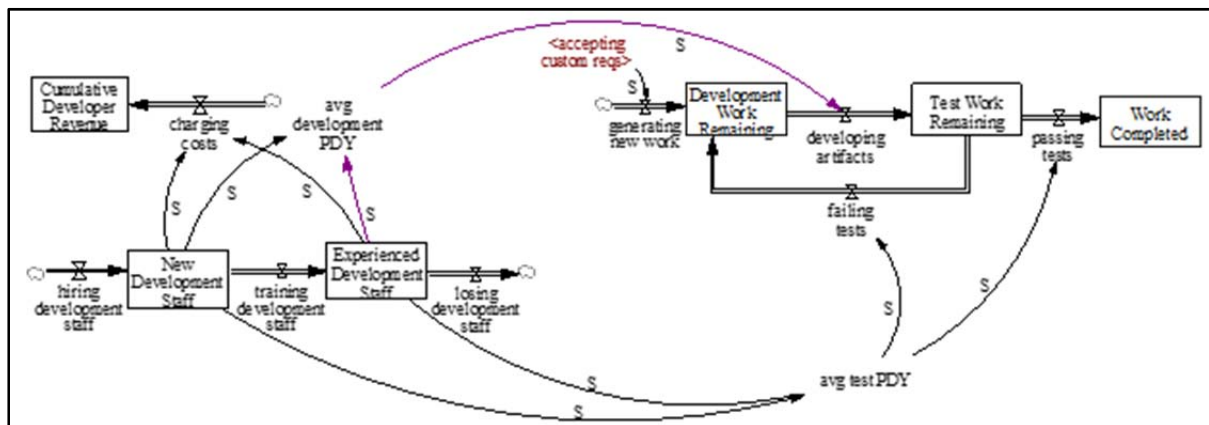 S
<accepting
custom reqs>
S
Cumulative
Developer
Revenue
charging
costs
avg
development
PDY
generating
new work
Development
Work
Remaining
developing
artifacts
Test Work
Remaining
passing
tests
Work
Completed
failing
tests
S
S
S
S
hiring
development
staff
New
Development
Staff
training
development
staff
Experienced
Development
Staff
losing
development
staff
S
S
avg test PDY
S
S